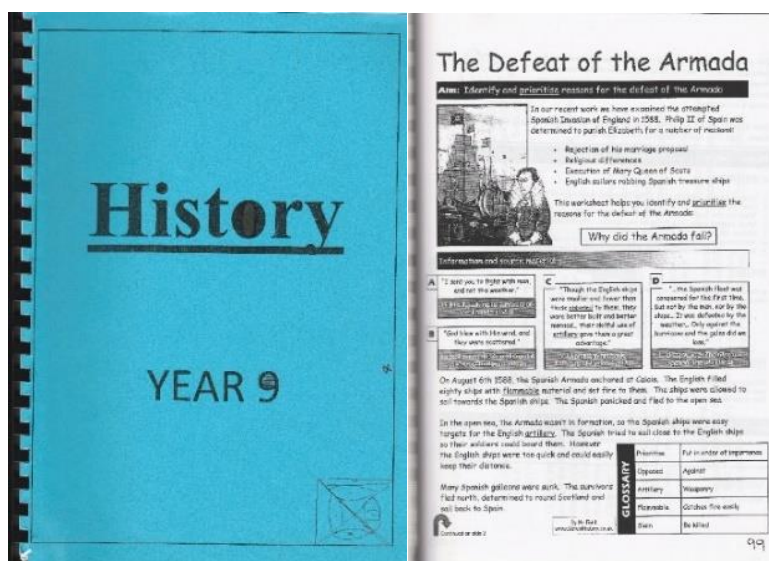 History
YEAR 9
The Defeat of the Armada
Aim: Identify and prioritise reasons for the defeat of the Armada
In our recent work we have examined the attempted
Spanish Invasion of England in 1588. Philip II of Spain was
determined to punish Elizabeth for a number of reasons:
• Rejection of his marriage proposal
• Religious differences
• Execution of Mary Queen of Scots
• English sailors robbing Spanish treasure ships
This worksheet helps you identify and prioritise the
reasons for the defeat of the Armada:
Why did the Armada fail?
Information and source material
A
"I sent you to fight with men,
and not the weather."
B
"God blew with His wind, and
they were scattered."
C
"Though the English ships
were smaller and fewer than
those opposed to them, they
were better built and better
manned... their skilful use of
artillery gave them a great
advantage."
D
"...the Spanish fleet was
conquered for the first time.
But not by the men, nor by the
ships... It was defeated by the
weather... Only against the
hurricane and the gales did we
lose."
On August 6th 1588, the Spanish Armada anchored at Calais. The English filled
eighty ships with flammable material and set fire to them. The ships were allowed to
sail towards the Spanish ships. The Spanish panicked and fled to the open sea.
In the open sea, the Armada wasn't in formation, so the Spanish ships were easy
targets for the English artillery. The Spanish tried to sail close to the English ships
so their soldiers could board them. However
the English ships were too quick and could easily
keep their distance.
Many Spanish galleons were sunk. The survivors
fled north, determined to round Scotland and
sail back to Spain.
Continued on side 2
GLOSSARY
Prioritise Put in order of importance
Opposed Against
Artillery Weaponry
Flammable Catches fire easily
Slain Be killed
99